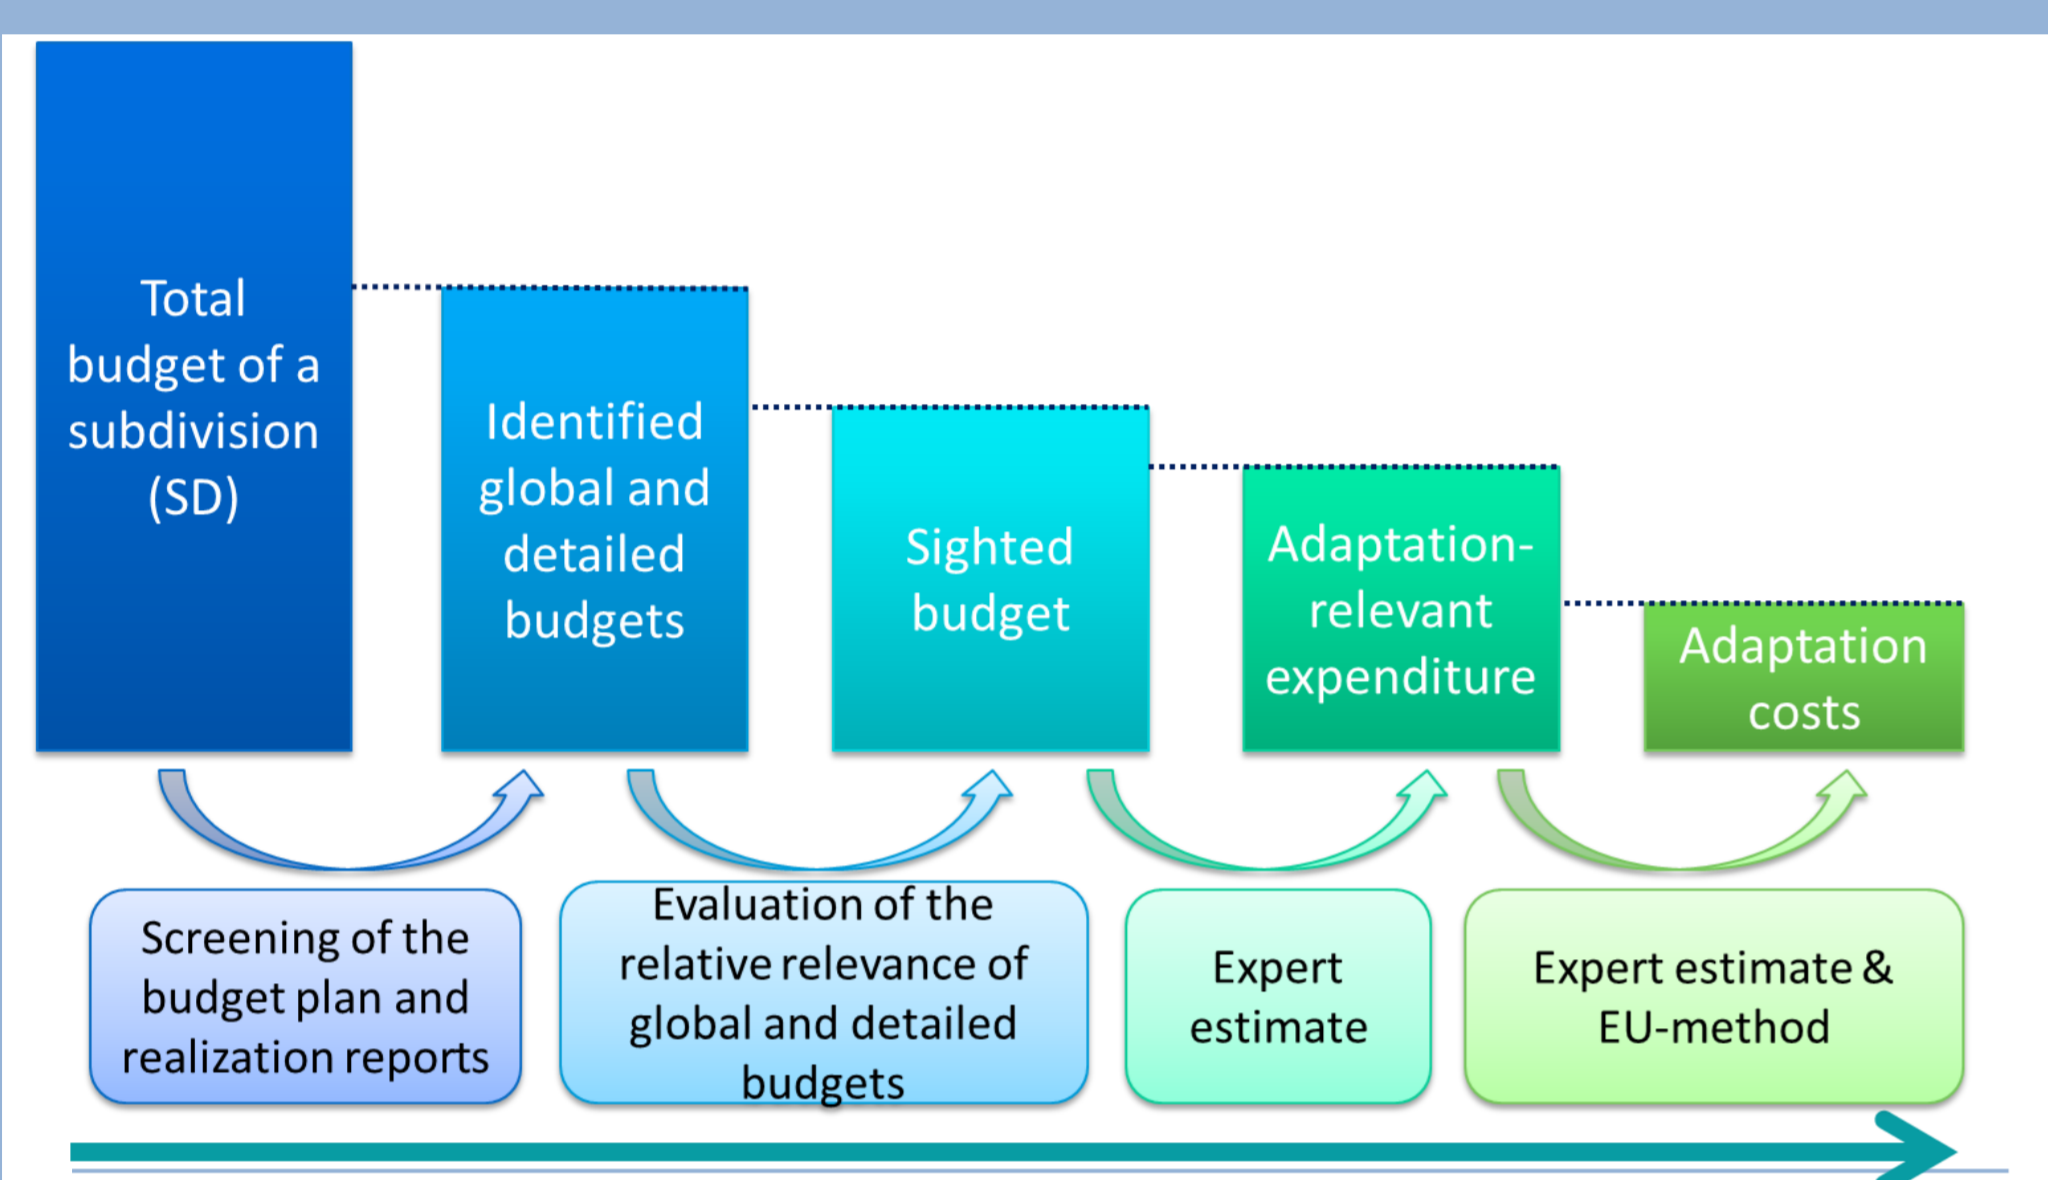 Total
budget of a
subdivision
(SD)
Identified
global and
detailed
budgets
Sighted
budget
Adaptation-
relevant
expenditure
Adaptation
costs
Screening of the
budget plan and
realization reports
Evaluation of the
relative relevance of
global and detailed
budgets
Expert
estimate
Expert estimate &
EU-method